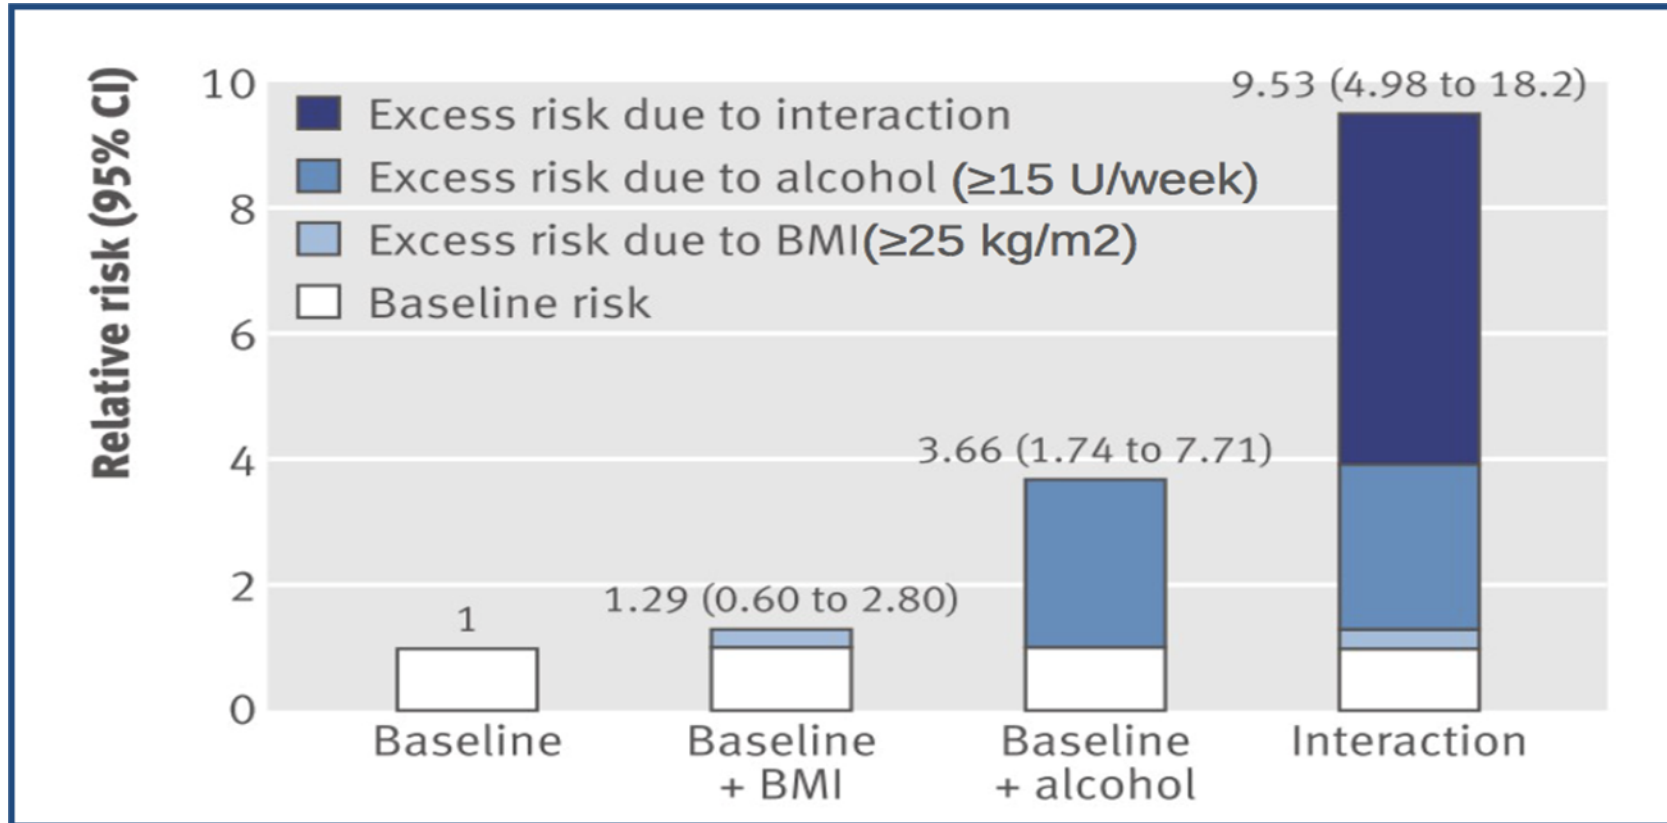 Relative risk (95% CI)
10
8
6
4
2
0
Excess risk due to interaction
Excess risk due to alcohol (≥15 U/week)
Excess risk due to BMI(≥25 kg/m2)
Baseline risk
1
1.29 (0.60 to 2.80)
3.66 (1.74 to 7.71)
9.53 (4.98 to 18.2)
Baseline
Baseline
+ BMI
Baseline
+ alcohol
Interaction